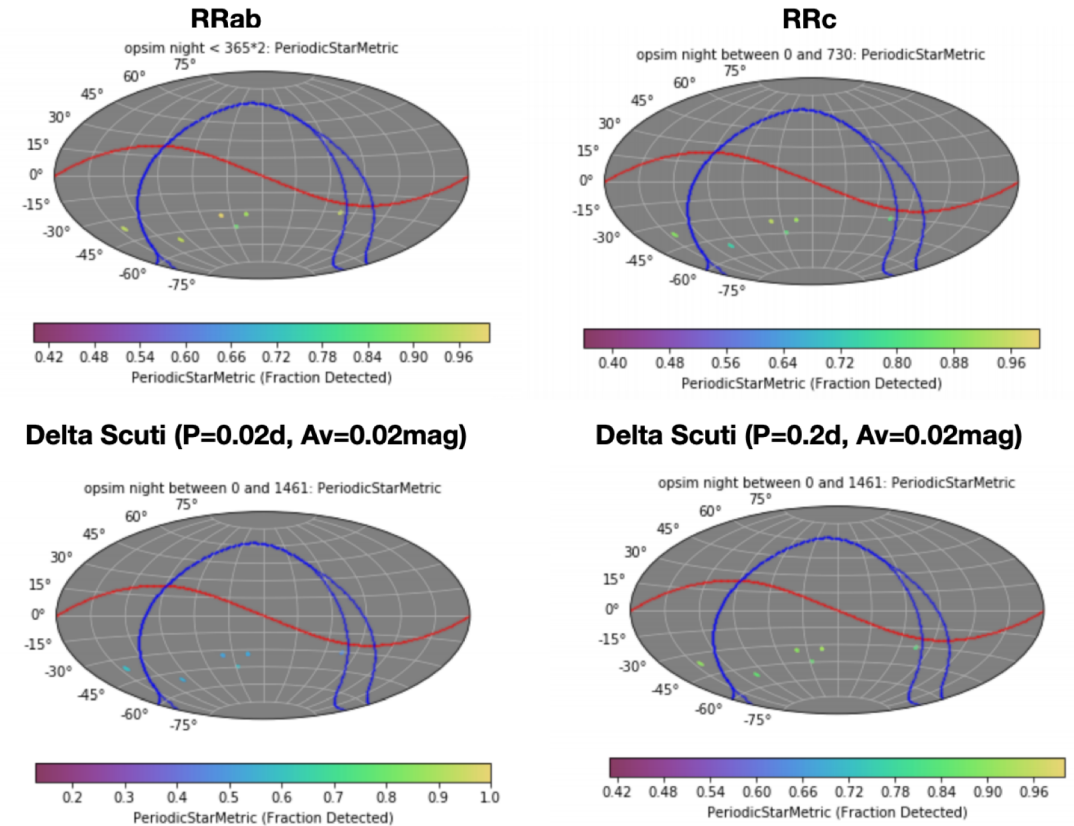 RRab
opsim night < 365*2: PeriodicStarMetric
75°
60°
45°
30°
15°
0°
-15°
-30°
-45°
-60°
-75°
0.42 0.48 0.54 0.60 0.66 0.72 0.78 0.84 0.90 0.96
PeriodicStarMetric (Fraction Detected)
RRc
opsim night between 0 and 730: PeriodicStarMetric
75°
60°
45°
30°
15°
0°
-15°
-30°
-45°
-60°
-75°
0.40 0.48 0.56 0.64 0.72 0.80 0.88 0.96
PeriodicStarMetric (Fraction Detected)
Delta Scuti (P=0.02d, Av=0.02mag)
opsim night between 0 and 1461: PeriodicStarMetric
75°
60°
45°
30°
15°
0°
-15°
-30°
-45°
-60°
-75°
0.2 0.3 0.4 0.5 0.6 0.7 0.8 0.9 1.0
PeriodicStarMetric (Fraction Detected)
Delta Scuti (P=0.2d, Av=0.02mag)
opsim night between 0 and 1461: PeriodicStarMetric
75°
60°
45°
30°
15°
0°
-15°
-30°
-45°
-60°
-75°
0.42 0.48 0.54 0.60 0.66 0.72 0.78 0.84 0.90 0.96
PeriodicStarMetric (Fraction Detected)